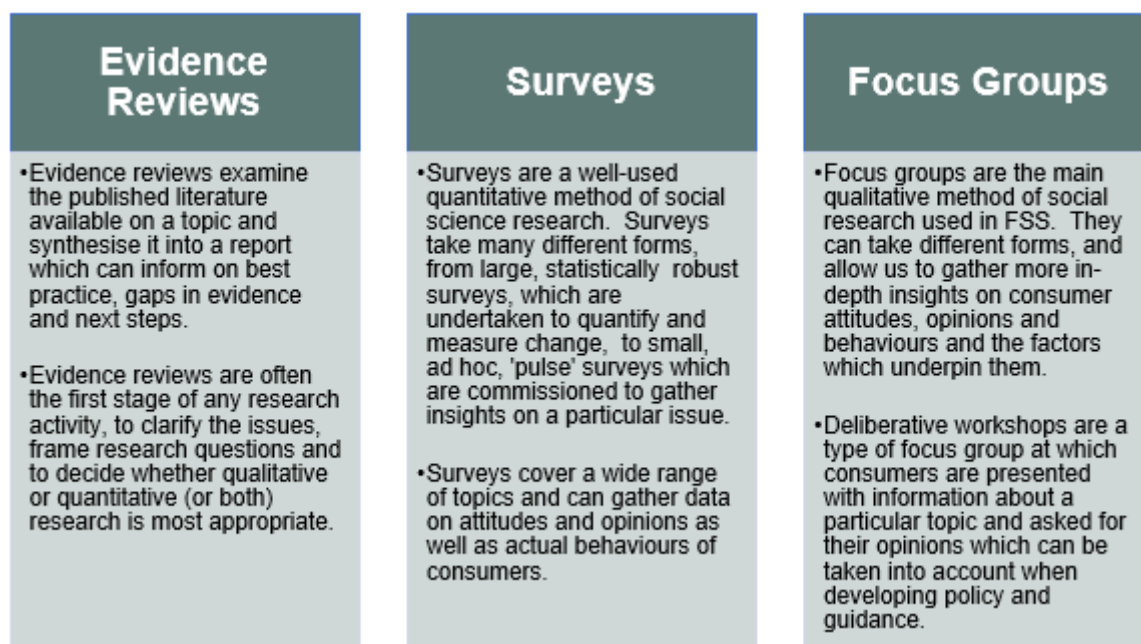 Evidence
Reviews
•Evidence reviews examine
the published literature
available on a topic and
synthesise it into a report
which can inform on best
practice, gaps in evidence
and next steps.
•Evidence reviews are often
the first stage of any research
activity, to clarify the issues,
frame research questions and
to decide whether qualitative
or quantitative (or both)
research is most appropriate.
Surveys
•Surveys are a well-used
quantitative method of social
science research.  Surveys
take many different forms,
from large, statistically  robust
surveys, which are
undertaken to quantify and
measure change,  to small,
ad hoc, 'pulse' surveys which
are commissioned to gather
insights on a particular issue.
•Surveys cover a wide range
of topics and can gather data
on attitudes and opinions as
well as actual behaviours of
consumers.
Focus Groups
•Focus groups are the main
qualitative method of social
research used in FSS.  They
can take different forms, and
allow us to gather more in-
depth insights on consumer
attitudes, opinions and
behaviours and the factors
which underpin them.
•Deliberative workshops are a
type of focus group at which
consumers are presented
with information about a
particular topic and asked for
their opinions which can be
taken into account when
developing policy and
guidance.